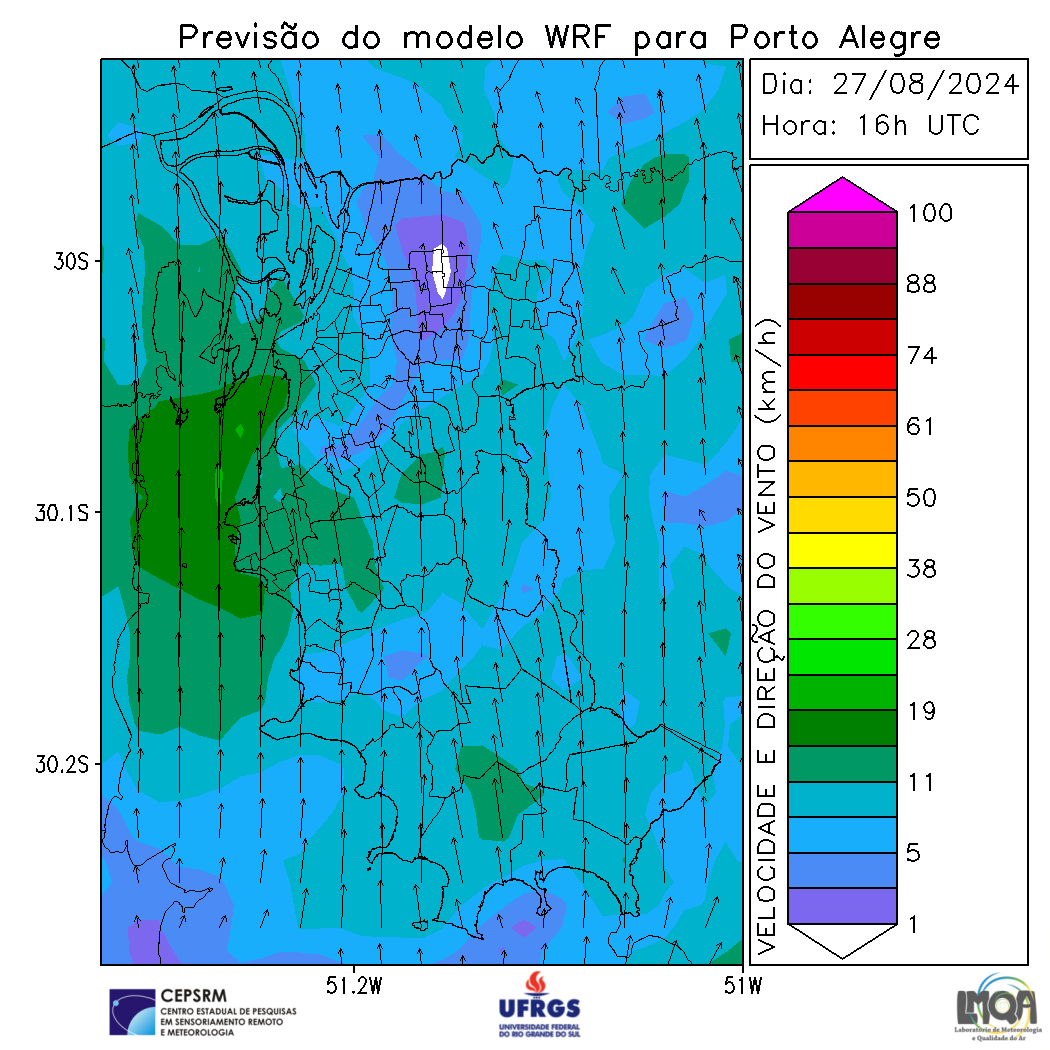 Previsão do modelo WRF para Porto Alegre
Dia: 27/08/2024
Hora: 16h UTC
30S
30.1S
30.2S
51.2W
51W
VELOCIDADE E DIREÇÃO DO VENTO (km/h)
100
88
74
61
50
38
28
19
11
5
1
CEPSRM
CENTRO ESTADUAL DE PESQUISAS
EM SENSORIAMENTO REMOTO
E METEOROLOGIA
UFRGS
UNIVERSIDADE FEDERAL
DO RIO GRANDE DO SUL
LMQA
Laboratório de Meteorologia
e Qualidade do Ar